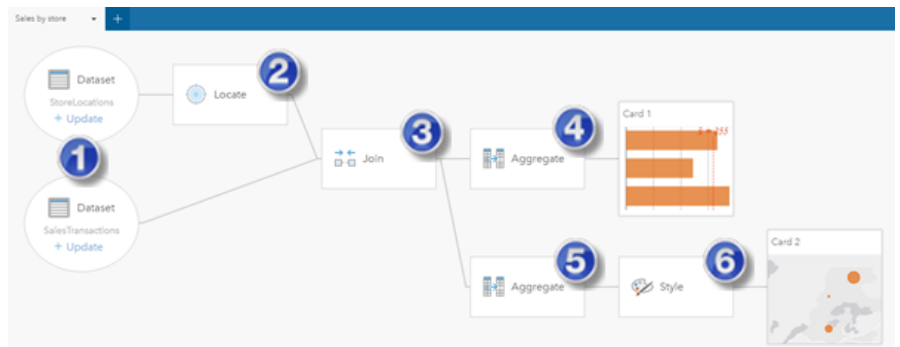 Sales by store
+
Dataset
StoreLocations
+ Update
1
Dataset
SalesTransactions
+ Update
Locate
2
Join
3
Aggregate
4
Card 1
x̄ = 255
Aggregate
5
Style
6
Card 2